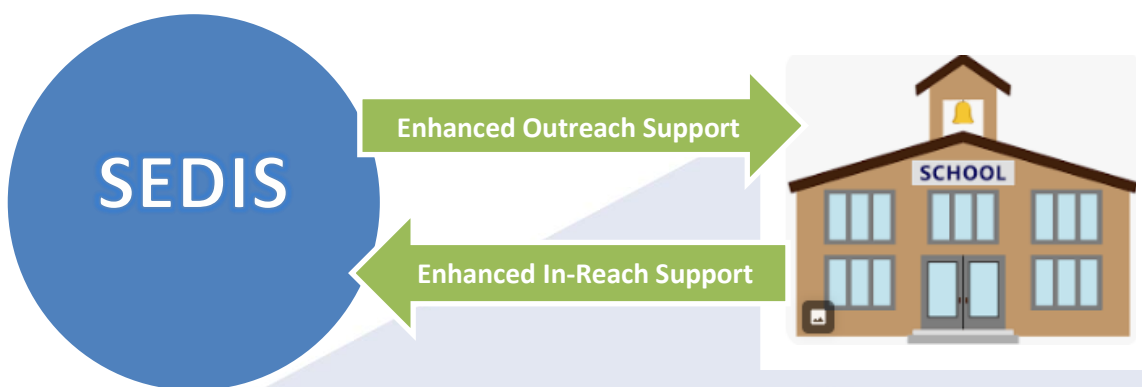 SEDIS
Enhanced Outreach Support
SCHOOL
Enhanced In-Reach Support